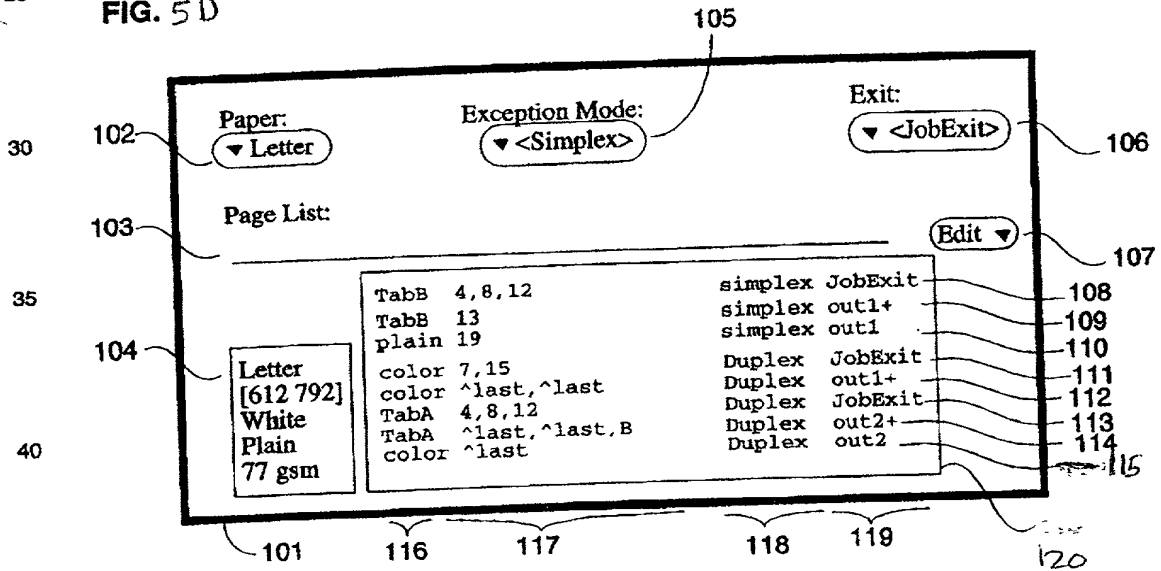 FIG. 5D
105
Paper:
Exception Mode:
Exit:
102
▼ Letter
▼ <Simplex>
▼ <JobExit>
106
30
Page List:
103
Edit ▼
107
35
TabB 4,8,12 simplex JobExit
108
TabB 13 simplex out1+
109
plain 19 simplex out1
110
104
color 7,15 Duplex JobExit
111
color ^last,^last Duplex out1+
112
TabA 4,8,12 Duplex JobExit
113
TabA ^last,^last,B Duplex out2+
114
color ^last Duplex out2
115
Letter
[612 792]
White
Plain
77 gsm
40
101
116
117
118
119
120